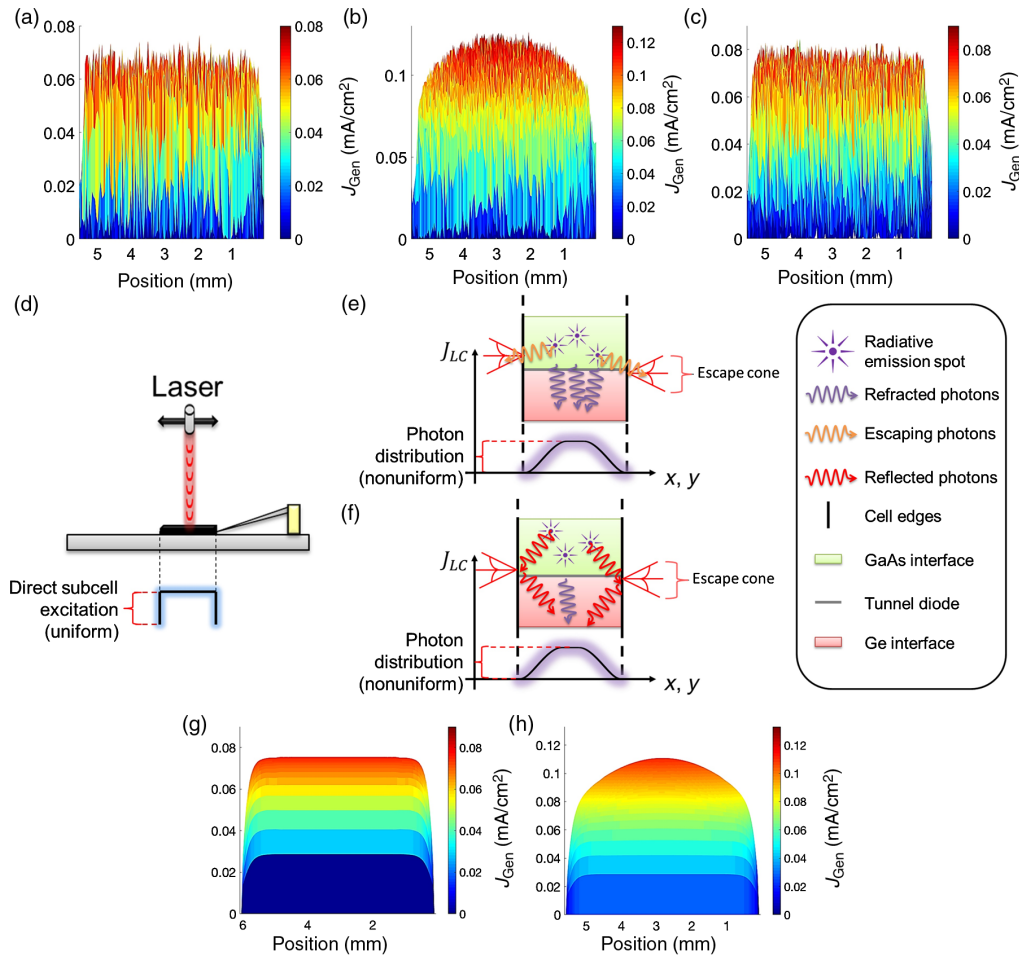 (a)
0.08
0.06
0.04
0.02
0
5 4 3 2 1
Position (mm)
0.08
0.06
0.04
0.02
0
JGen (mA/cm2)
(b)
0.1
0.05
0
5 4 3 2 1
Position (mm)
0.12
0.1
0.08
0.06
0.04
0.02
0
JGen (mA/cm2)
(c)
0.1
0.08
0.06
0.04
0.02
0
5 4 3 2 1
Position (mm)
0.08
0.06
0.04
0.02
0
JGen (mA/cm2)
(d)
Laser
Direct subcell
excitation
(uniform)
(e)
JLC
Escape cone
Photon
distribution
(nonuniform)
x, y
(f)
JLC
Escape cone
Photon
distribution
(nonuniform)
x, y
Radiative
emission spot
Refracted photons
Escaping photons
Reflected photons
Cell edges
GaAs interface
Tunnel diode
Ge interface
(g)
0.08
0.06
0.04
0.02
0
6 4 2
Position (mm)
0.08
0.06
0.04
0.02
0
JGen (mA/cm2)
(h)
0.12
0.1
0.08
0.06
0.04
0.02
0
5 4 3 2 1
Position (mm)
0.12
0.1
0.08
0.06
0.04
0.02
0
JGen (mA/cm2)